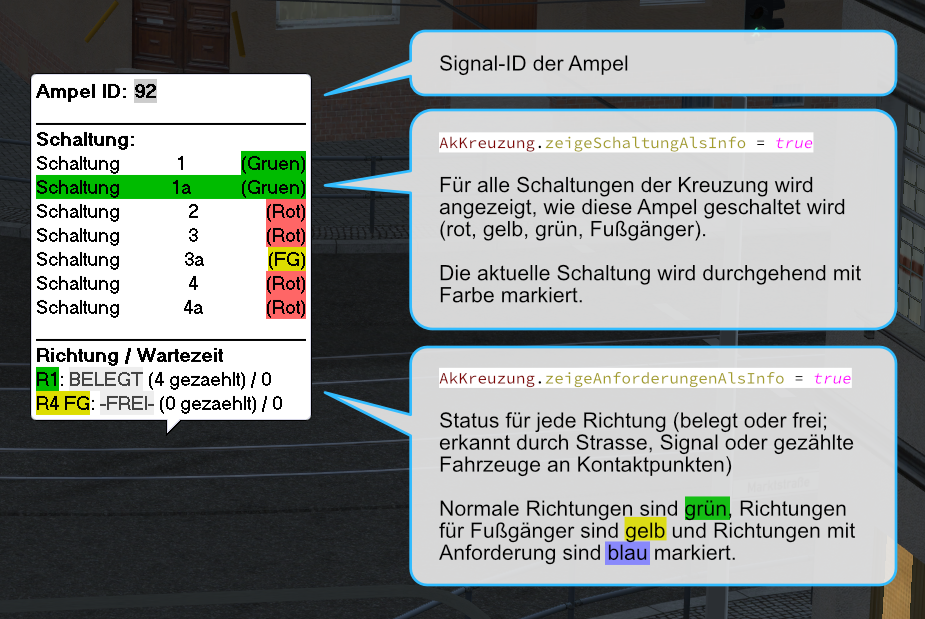 Ampel ID: 92
Schaltung:
Schaltung 1 (Gruen)
Schaltung 1a (Gruen)
Schaltung 2 (Rot)
Schaltung 3 (Rot)
Schaltung 3a (FG)
Schaltung 4 (Rot)
Schaltung 4a (Rot)
Richtung / Wartezeit
R1: BELEGT (4 gezaehlt) / 0
R4 FG: -FREI- (0 gezaehlt) / 0
Signal-ID der Ampel
AkKreuzung.zeigeSchaltungAlsInfo = true
Für alle Schaltungen der Kreuzung wird
angezeigt, wie diese Ampel geschaltet wird
(rot, gelb, grün, Fußgänger).
Die aktuelle Schaltung wird durchgehend mit
Farbe markiert.
AkKreuzung.zeigeAnforderungenAlsInfo = true
Status für jede Richtung (belegt oder frei;
erkannt durch Strasse, Signal oder gezählte
Fahrzeuge an Kontaktpunkten)
Normale Richtungen sind grün, Richtungen
für Fußgänger sind gelb und Richtungen mit
Anforderung sind blau markiert.